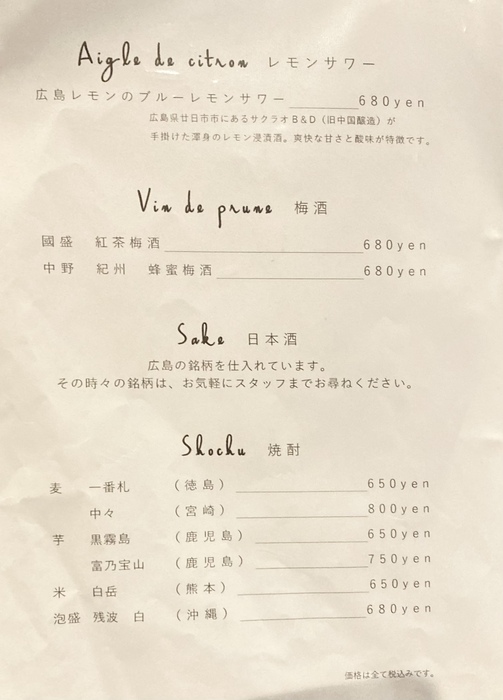 Aigle de citron レモンサワー
広島レモンのブルーレモンサワー 680yen
広島県廿日市市にあるサクラオB&D（旧中国醸造）が
手掛けた渾身のレモン浸漬酒。爽快な甘さと酸味が特徴です。
Vin de prune 梅酒
國盛 紅茶梅酒 680yen
中野 紀州 蜂蜜梅酒 680yen
Sake 日本酒
広島の銘柄を仕入れています。
その時々の銘柄は、お気軽にスタッフまでお尋ねください。
Shochu 焼酎
麦 一番札 （徳島） 650yen
中々 （宮崎） 800yen
芋 黒霧島 （鹿児島） 650yen
富乃宝山 （鹿児島） 750yen
米 白岳 （熊本） 650yen
泡盛 残波 白 （沖縄） 680yen
価格は全て税込みです。